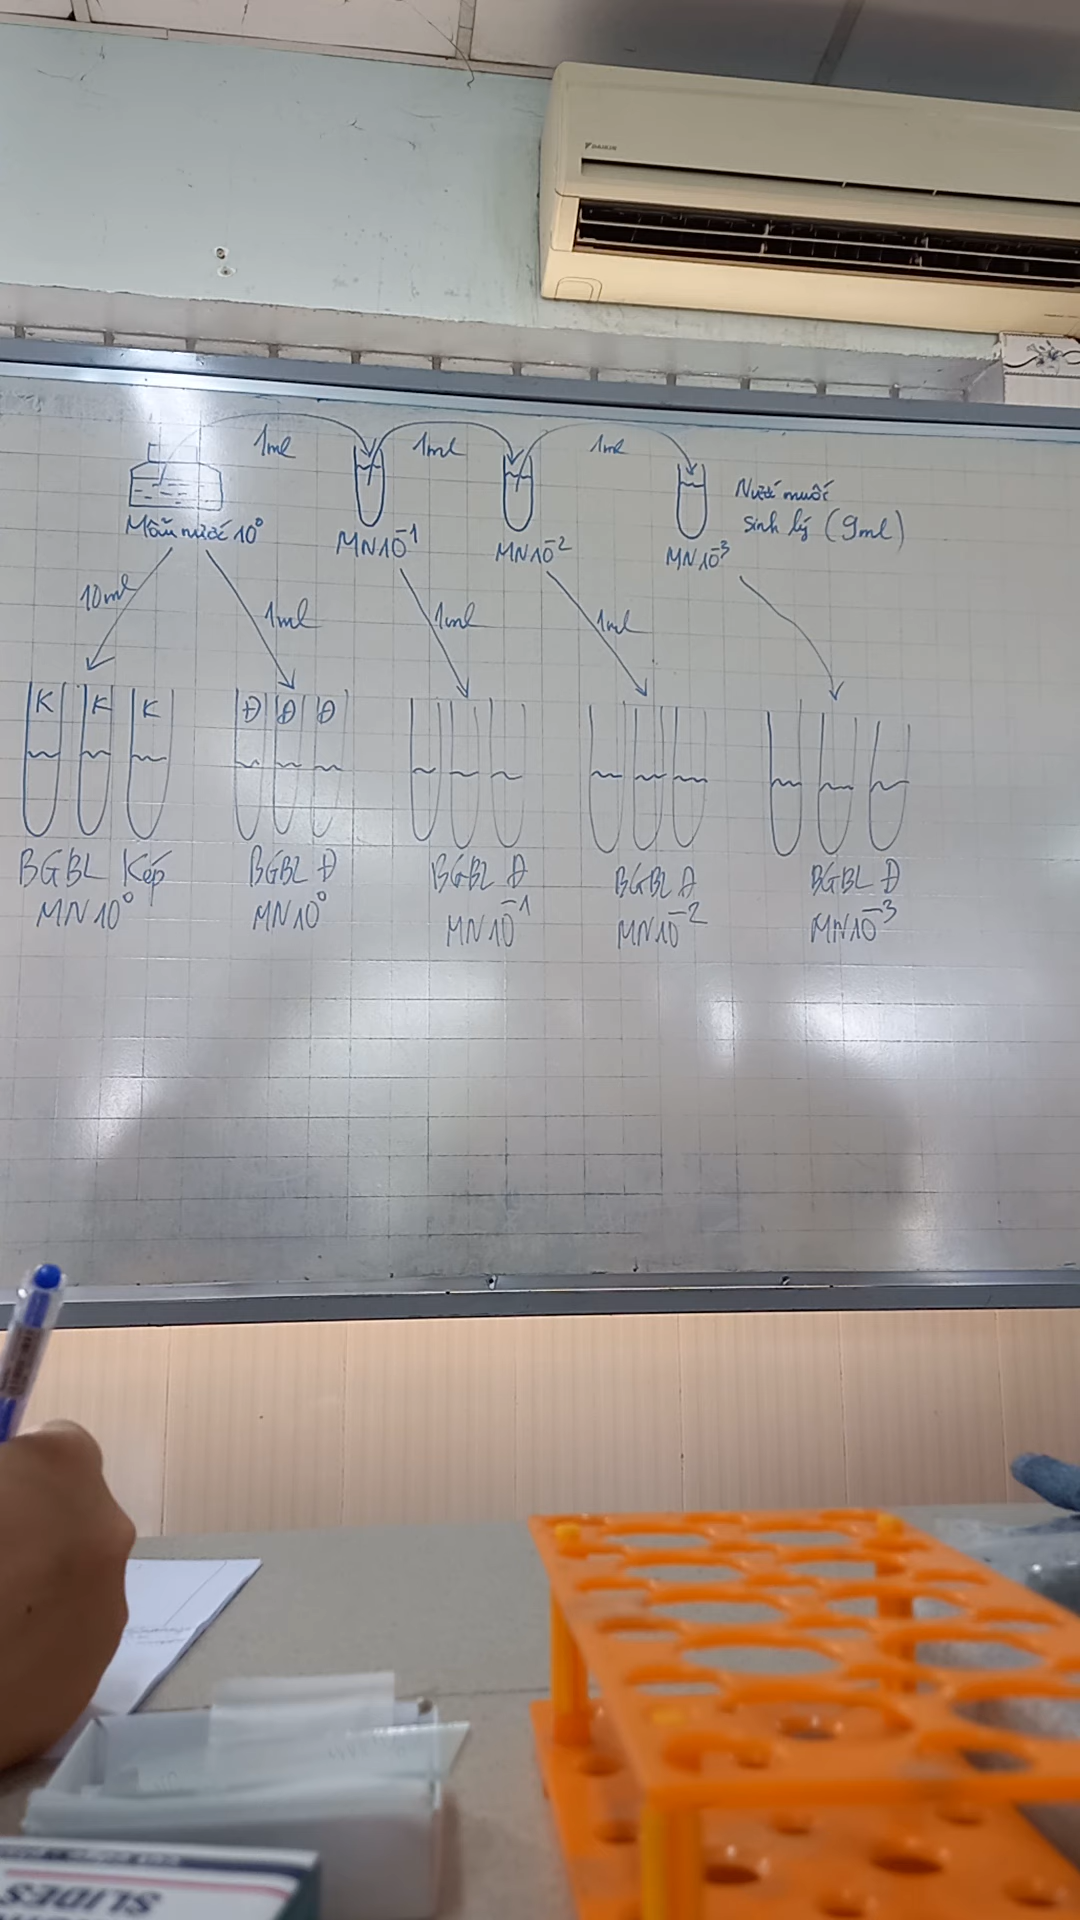 DAIKIN
1ml
1ml
1ml
Mẫu nước 10⁰
MN10⁻¹
MN10⁻²
MN10⁻³
Nước muối
sinh lý (9ml)
10ml
1ml
1ml
1ml
K K K
Đ Đ Đ
BGBL Kép
MN10⁰
BGBL Đ
MN10⁰
BGBL Đ
MN10⁻¹
BGBL Đ
MN10⁻²
BGBL Đ
MN10⁻³
SLIDES